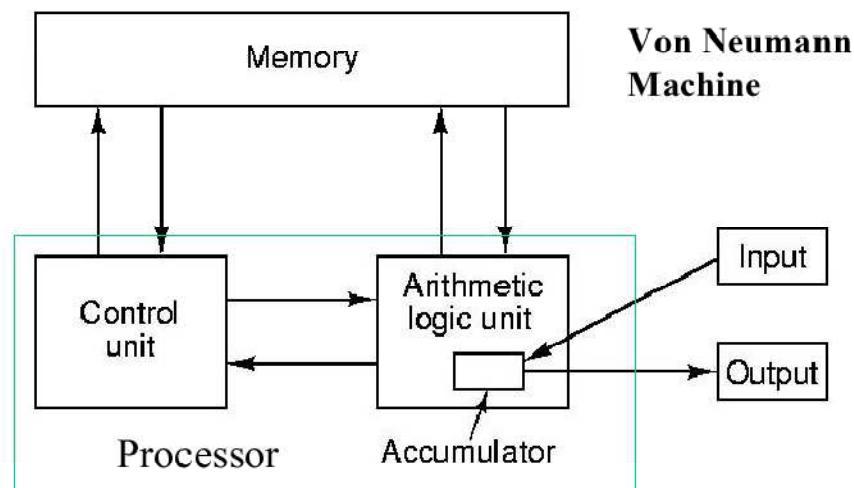 Memory
Von Neumann
Machine
Control
unit
Arithmetic
logic unit
Input
Output
Processor
Accumulator